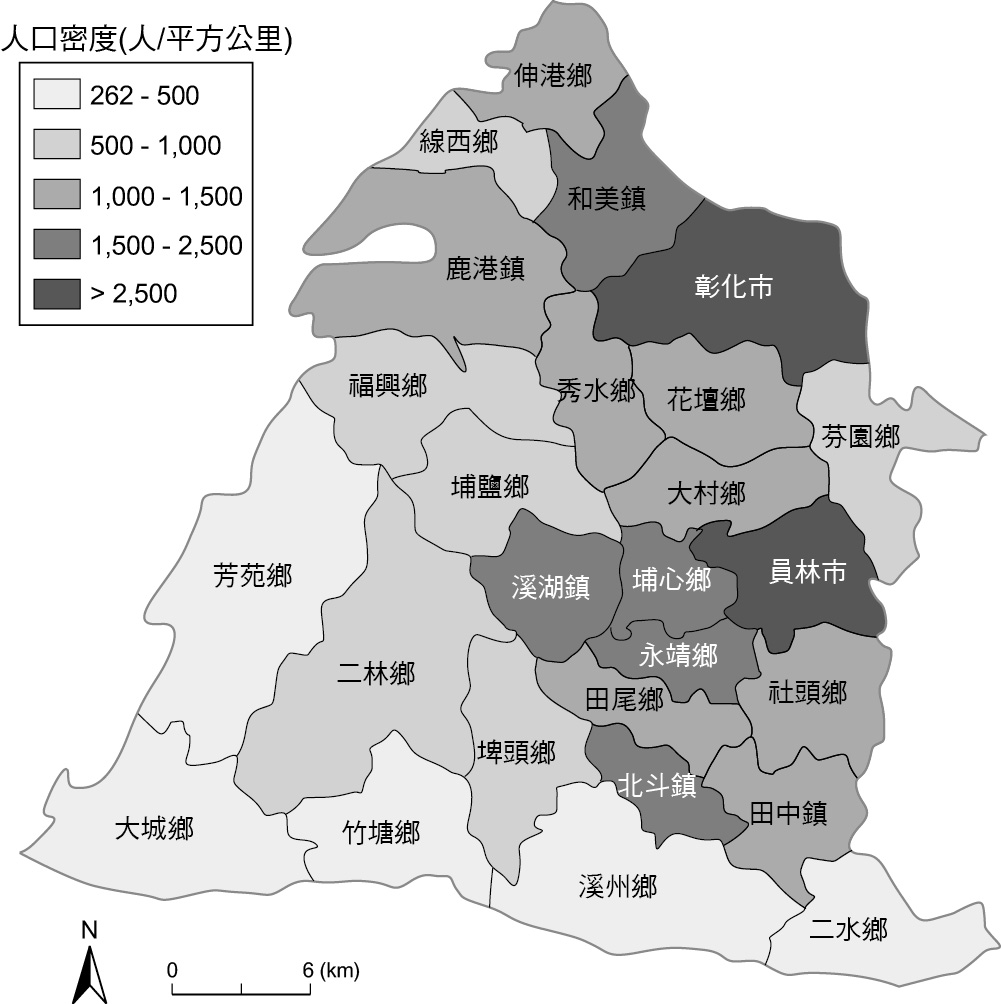 人口密度(人/平方公里)
262 - 500
500 - 1,000
1,000 - 1,500
1,500 - 2,500
> 2,500
伸港鄉
線西鄉
和美鎮
鹿港鎮
彰化市
福興鄉
秀水鄉
花壇鄉
芬園鄉
埔鹽鄉
大村鄉
芳苑鄉
溪湖鎮
埔心鄉
員林市
二林鄉
永靖鄉
田尾鄉
社頭鄉
埤頭鄉
北斗鎮
田中鎮
大城鄉
竹塘鄉
溪州鄉
二水鄉
N
0 6 (km)